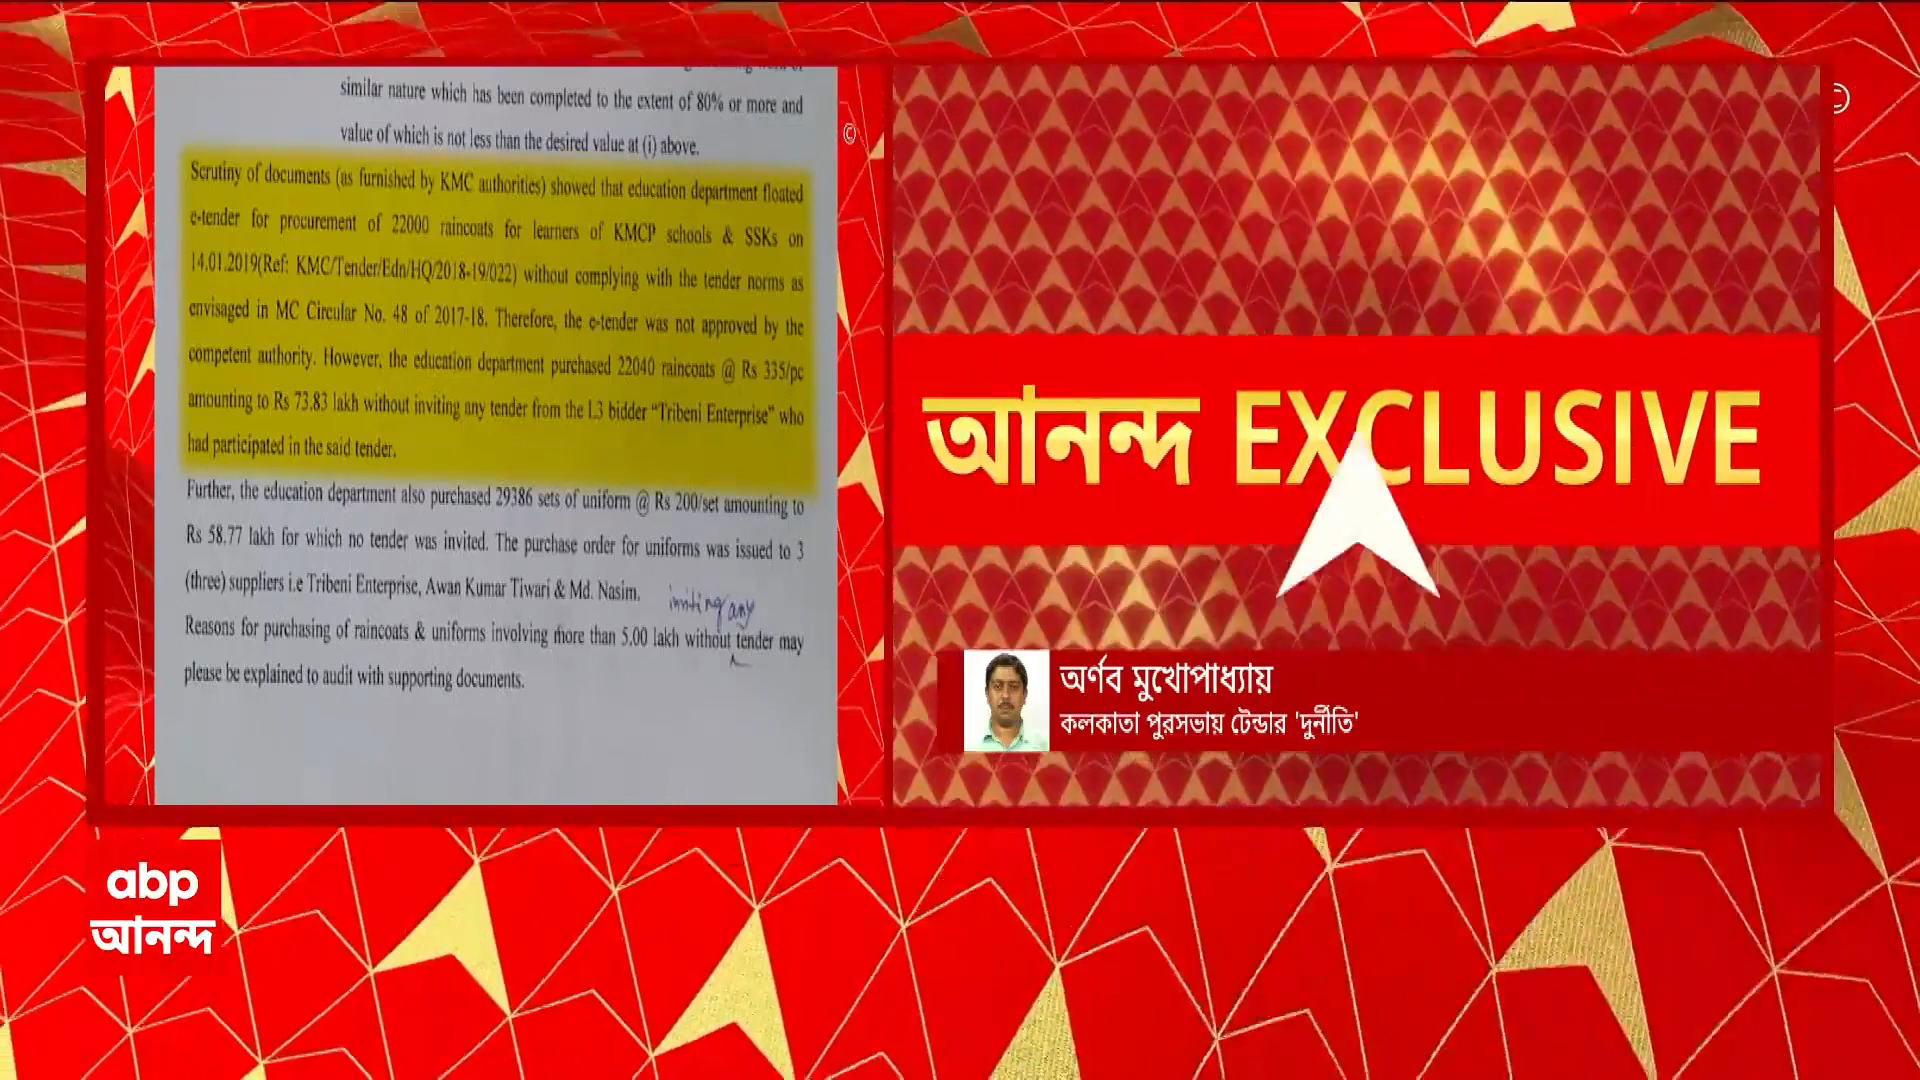 similar nature which has been completed to the extent of 80% or more and
value of which is not less than the desired value at (i) above.
Scrutiny of documents (as furnished by KMC authorities) showed that education department floated
e-tender for procurement of 22000 raincoats for learners of KMCP schools & SSKs on
14.01.2019(Ref: KMC/Tender/Edn/HQ/2018-19/022) without complying with the tender norms as
envisaged in MC Circular No. 48 of 2017-18. Therefore, the e-tender was not approved by the
competent authority. However, the education department purchased 22040 raincoats @ Rs 335/pc
amounting to Rs 73.83 lakh without inviting any tender from the L3 bidder “Tribeni Enterprise” who
had participated in the said tender.
Further, the education department also purchased 29386 sets of uniform @ Rs 200/set amounting to
Rs 58.77 lakh for which no tender was invited. The purchase order for uniforms was issued to 3
(three) suppliers i.e Tribeni Enterprise, Awan Kumar Tiwari & Md. Nasim.
inviting any
Reasons for purchasing of raincoats & uniforms involving more than 5.00 lakh without tender may
please be explained to audit with supporting documents.
©
©
আনন্দ EXCLUSIVE
অর্ণব মুখোপাধ্যায়
কলকাতা পুরসভায় টেন্ডার 'দুর্নীতি'
abp
আনন্দ